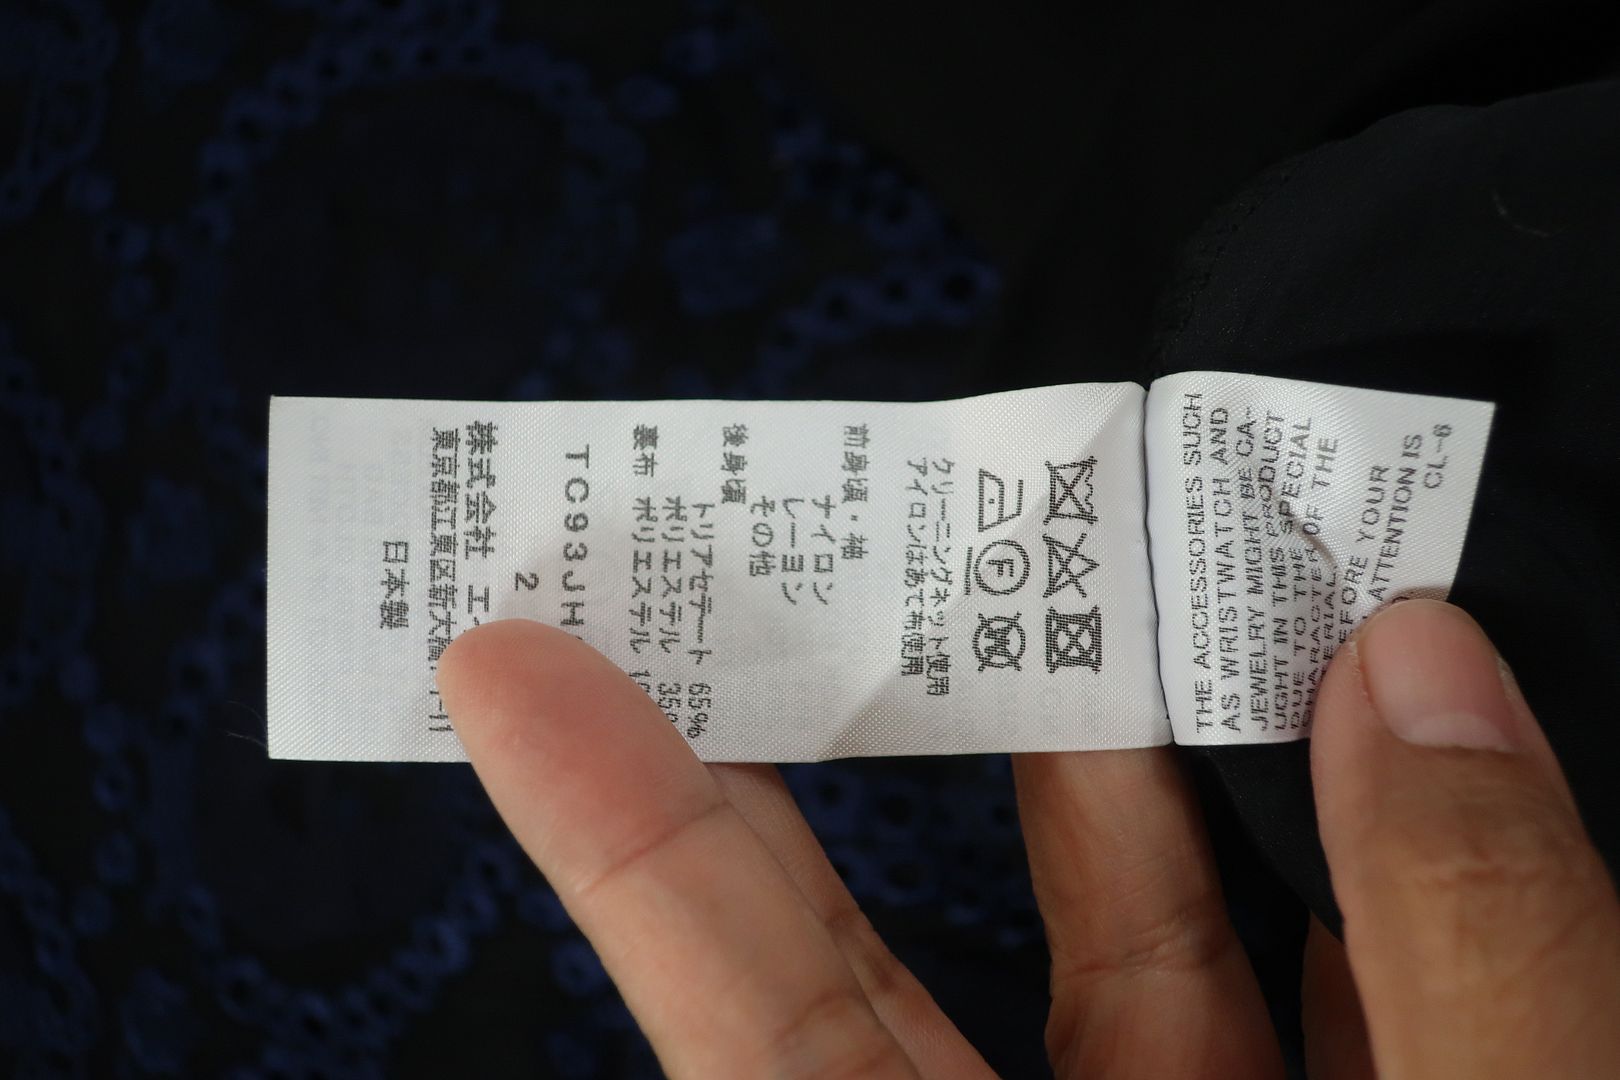 クリーニングネット使用
アイロンはあて布使用
前身頃・袖
ナイロン
レーヨン
その他
後身頃
トリアセテート 65%
ポリエステル 35%
裏布 ポリエステル
TC93JH
2
株式会社 エ
東京都江東区新大橋
日本製
THE ACCESSORIES SUCH
AS WRISTWATCH AND
JEWELRY MIGHT BE CA-
UGHT IN THIS PRODUCT
DUE TO THE SPECIAL
CHARACTER OF THE
BEFORE YOUR
ATTENTION IS
CL-6